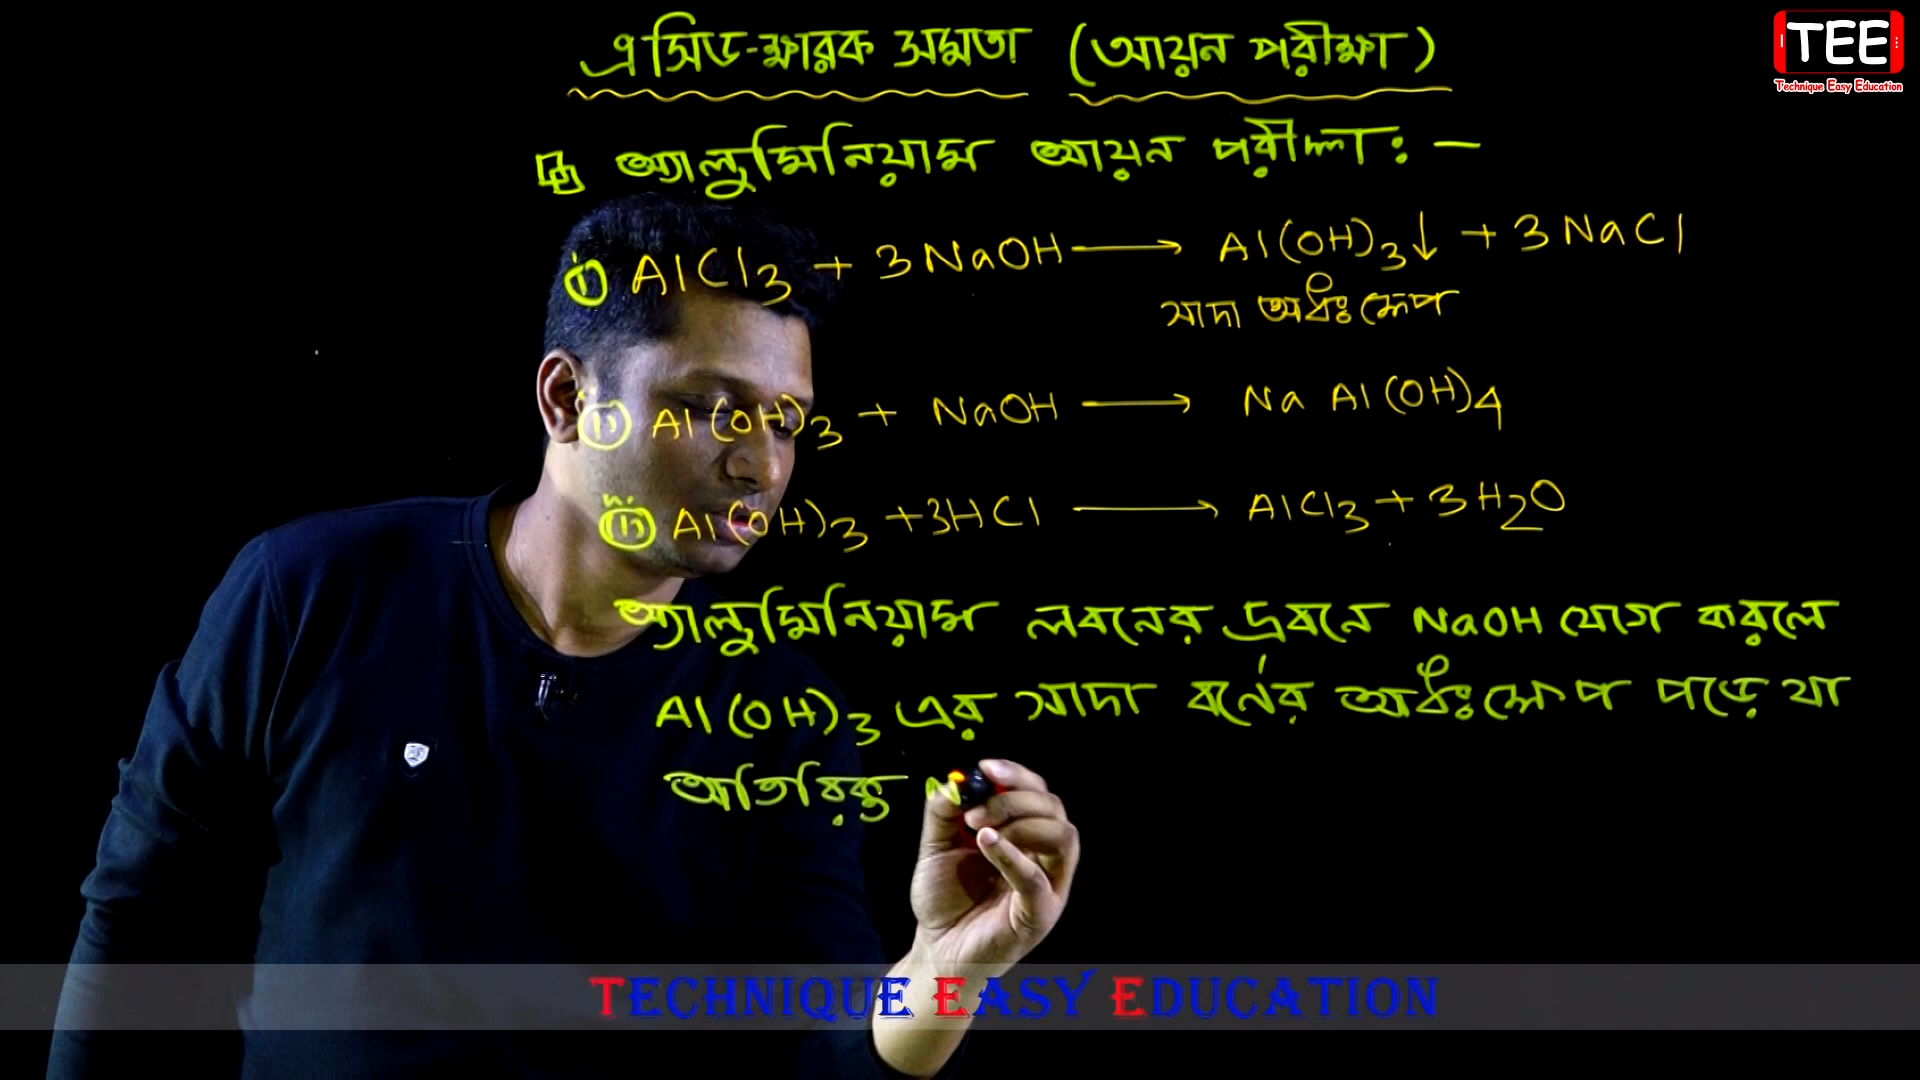 এসিড-ক্ষারক সমতা (আয়ন পরীক্ষা)
TEE
Technique Easy Education
অ্যালুমিনিয়াম আয়ন পরীক্ষা: –
(i) AlCl3 + 3NaOH ⟶ Al(OH)3↓ + 3NaCl
সাদা অধঃক্ষেপ
(ii) Al(OH)3 + NaOH ⟶ Na Al(OH)4
(iii) Al(OH)3 +3HCl ⟶ AlCl3 + 3H2O
অ্যালুমিনিয়াম লবনের দ্রবনে NaOH যোগ করলে
Al(OH)3 এর সাদা বর্নের অধঃক্ষেপ পড়ে যা
অতিরিক্ত N
TECHNIQUE EASY EDUCATION